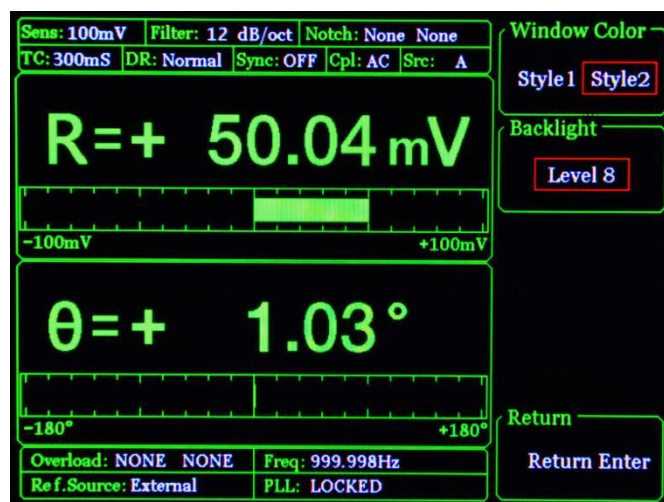 Sens: 100mV Filter: 12 dB/oct Notch: None None
TC: 300mS DR: Normal Sync: OFF Cpl: AC Src: A
R=+ 50.04 mV
-100mV +100mV
θ=+ 1.03°
-180° +180°
Overload: NONE NONE Freq: 999.998Hz
Ref.Source: External PLL: LOCKED
Window Color
Style1 Style2
Backlight
Level 8
Return
Return Enter